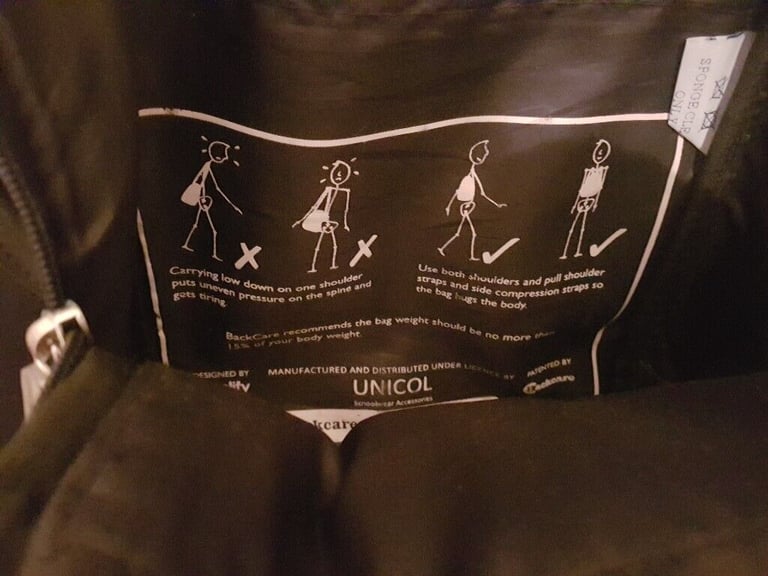 SPONGE CLE
ONLY
Carrying low down on one shoulder
puts uneven pressure on the spine and
gets tiring.
Use both shoulders and pull shoulder
straps and side compression straps so
the bag hugs the body.
BackCare recommends the bag weight should be no more than
15% of your body weight.
DESIGNED BY
MANUFACTURED AND DISTRIBUTED UNDER LICENCE BY
UNICOL
Schoolwear Accessories
PATENTED BY
Backcare
kcare